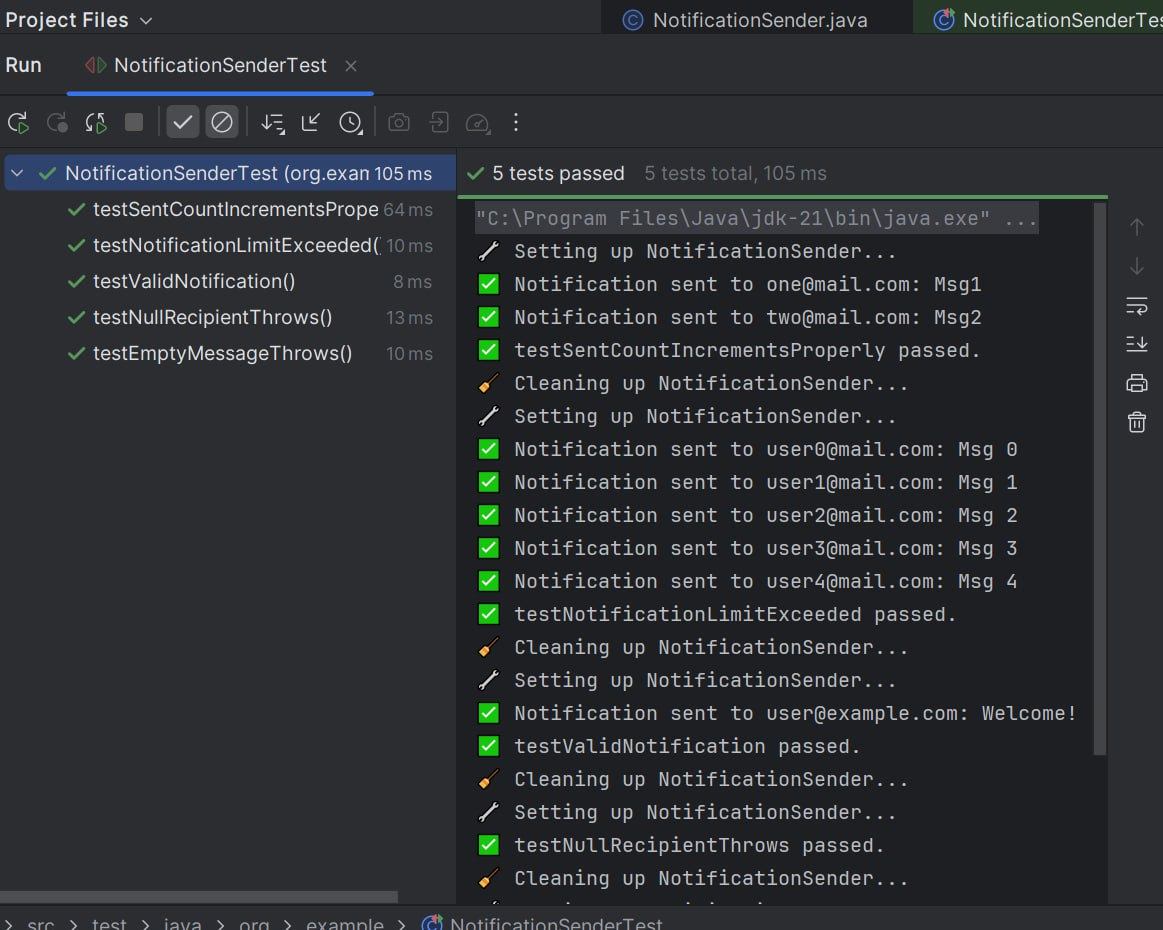 Project Files
NotificationSender.java
NotificationSenderTes
Run
NotificationSenderTest
NotificationSenderTest (org.exan 105 ms
testSentCountIncrementsPrope 64 ms
testNotificationLimitExceeded( 10 ms
testValidNotification() 8 ms
testNullRecipientThrows() 13 ms
testEmptyMessageThrows() 10 ms
5 tests passed 5 tests total, 105 ms
"C:\Program Files\Java\jdk-21\bin\java.exe" ...
Setting up NotificationSender...
Notification sent to one@mail.com: Msg1
Notification sent to two@mail.com: Msg2
testSentCountIncrementsProperly passed.
Cleaning up NotificationSender...
Setting up NotificationSender...
Notification sent to user0@mail.com: Msg 0
Notification sent to user1@mail.com: Msg 1
Notification sent to user2@mail.com: Msg 2
Notification sent to user3@mail.com: Msg 3
Notification sent to user4@mail.com: Msg 4
testNotificationLimitExceeded passed.
Cleaning up NotificationSender...
Setting up NotificationSender...
Notification sent to user@example.com: Welcome!
testValidNotification passed.
Cleaning up NotificationSender...
Setting up NotificationSender...
testNullRecipientThrows passed.
Cleaning up NotificationSender...
src > test > java > org > example > NotificationSenderTest